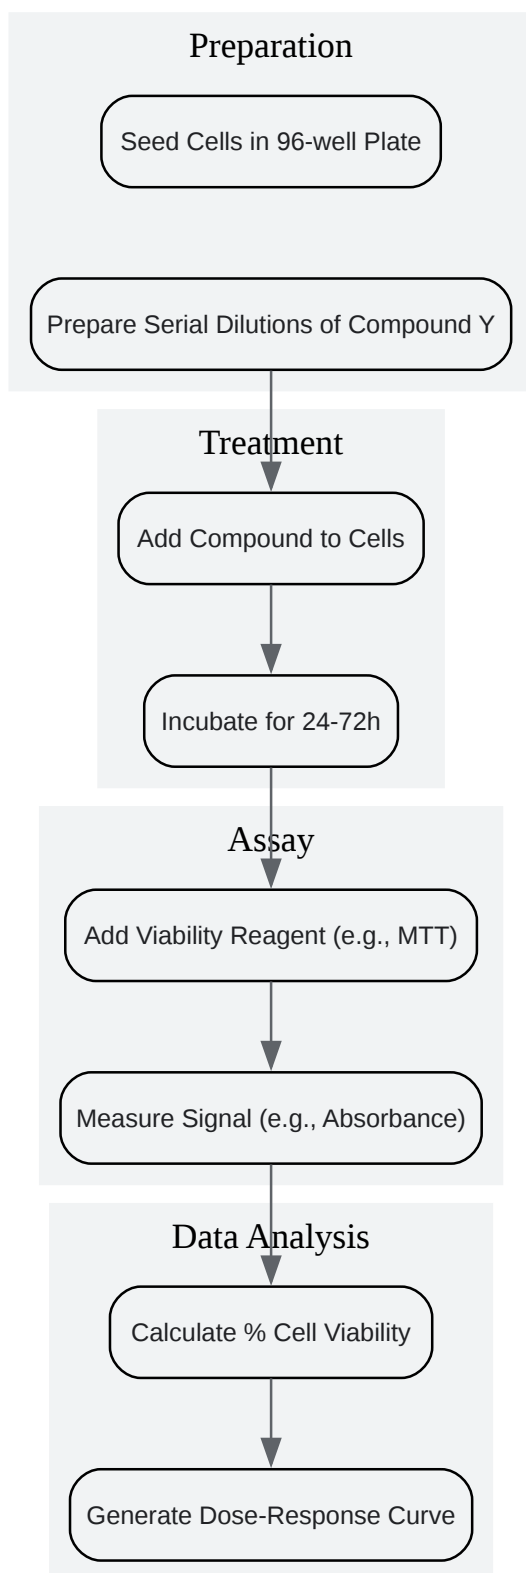 Preparation
Seed Cells in 96-well Plate
Prepare Serial Dilutions of Compound Y
Treatment
Add Compound to Cells
Incubate for 24-72h
Assay
Add Viability Reagent (e.g., MTT)
Measure Signal (e.g., Absorbance)
Data Analysis
Calculate % Cell Viability
Generate Dose-Response Curve